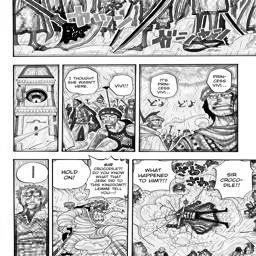 PRIN-
CESS
VIVI!
IT'S
PRIN-
CESS
VIVI.
VIVI!!
I THOUGHT
SHE WASN'T
HERE.
SIR
CROCO-
DILE!!
WHAT
HAPPENED
TO HIM?!!
SIR
CROCODILE?!
DO YOU KNOW
WHAT THAT
JERK DID TO
THIS KINGDOM?!
LEMME TELL
YOU--!
HOLD
ON!
!